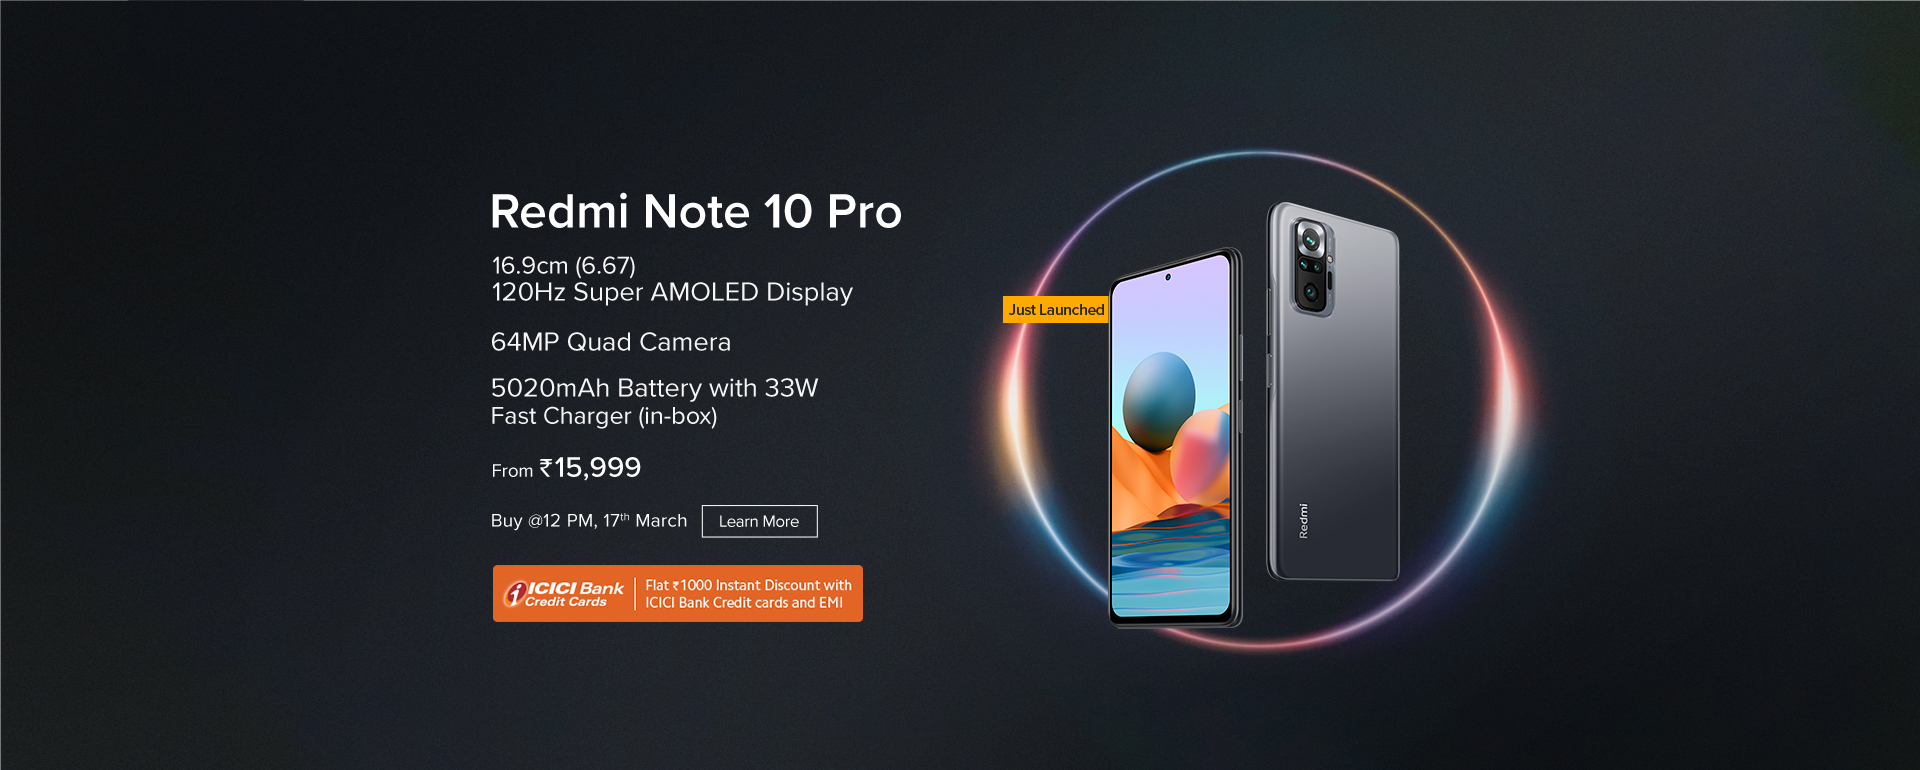 Redmi Note 10 Pro
16.9cm (6.67)
120Hz Super AMOLED Display
64MP Quad Camera
5020mAh Battery with 33W
Fast Charger (in-box)
From ₹15,999
Buy @12 PM, 17th March
Learn More
ICICI Bank
Credit Cards
Flat ₹1000 Instant Discount with
ICICI Bank Credit cards and EMI
Just Launched
Redmi